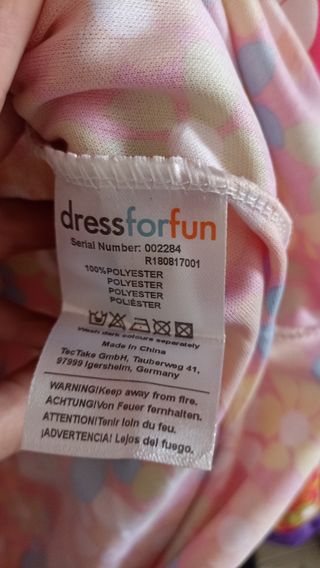 dressforfun
Serial Number: 002284
R180817001
100%POLYESTER
POLYESTER
POLYESTER
POLIÉSTER
Wash dark colours separately
Made in China
TecTake GmbH, Tauberweg 41,
97999 Igersheim, Germany
WARNING!Keep away from fire.
ACHTUNG!Von Feuer fernhalten.
ATTENTION!Tenir loin du feu.
¡ADVERTENCIA! Lejos del fuego.